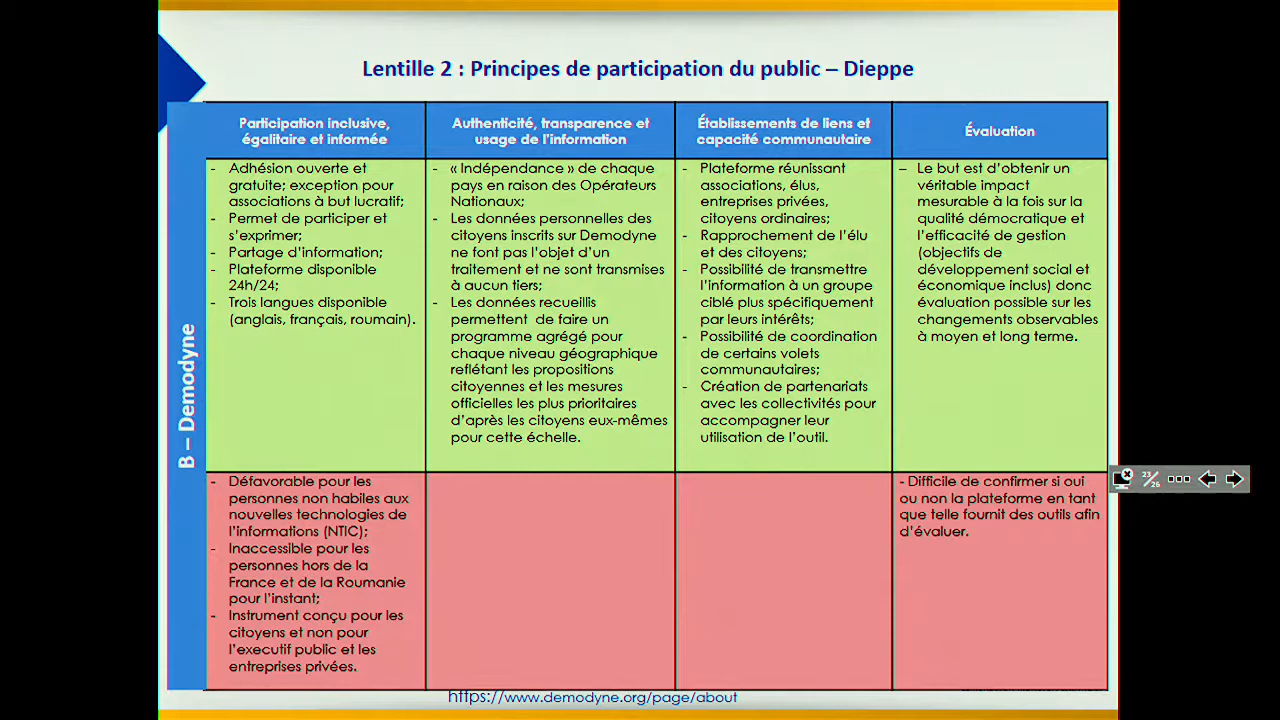 Lentille 2 : Principes de participation du public – Dieppe
B – Demodyne
Participation inclusive,
égalitaire et informée
Authenticité, transparence et
usage de l'information
Établissements de liens et
capacité communautaire
Évaluation
- Adhésion ouverte et
gratuite; exception pour
associations à but lucratif;
- Permet de participer et
s'exprimer;
- Partage d'information;
- Plateforme disponible
24h/24;
- Trois langues disponible
(anglais, français, roumain).
- « Indépendance » de chaque
pays en raison des Opérateurs
Nationaux;
- Les données personnelles des
citoyens inscrits sur Demodyne
ne font pas l'objet d'un
traitement et ne sont transmises
à aucun tiers;
- Les données recueillis
permettent de faire un
programme agrégé pour
chaque niveau géographique
reflétant les propositions
citoyennes et les mesures
officielles les plus prioritaires
d'après les citoyens eux-mêmes
pour cette échelle.
- Plateforme réunissant
associations, élus,
entreprises privées,
citoyens ordinaires;
- Rapprochement de l'élu
et des citoyens;
- Possibilité de transmettre
l'information à un groupe
ciblé plus spécifiquement
par leurs intérêts;
- Possibilité de coordination
de certains volets
communautaires;
- Création de partenariats
avec les collectivités pour
accompagner leur
utilisation de l'outil.
– Le but est d'obtenir un
véritable impact
mesurable à la fois sur la
qualité démocratique et
l'efficacité de gestion
(objectifs de
développement social et
économique inclus) donc
évaluation possible sur les
changements observables
à moyen et long terme.
- Défavorable pour les
personnes non habiles aux
nouvelles technologies de
l'informations (NTIC);
- Inaccessible pour les
personnes hors de la
France et de la Roumanie
pour l'instant;
- Instrument conçu pour les
citoyens et non pour
l'executif public et les
entreprises privées.
- Difficile de confirmer si oui
ou non la plateforme en tant
que telle fournit des outils afin
d'évaluer.
23/26
https://www.demodyne.org/page/about